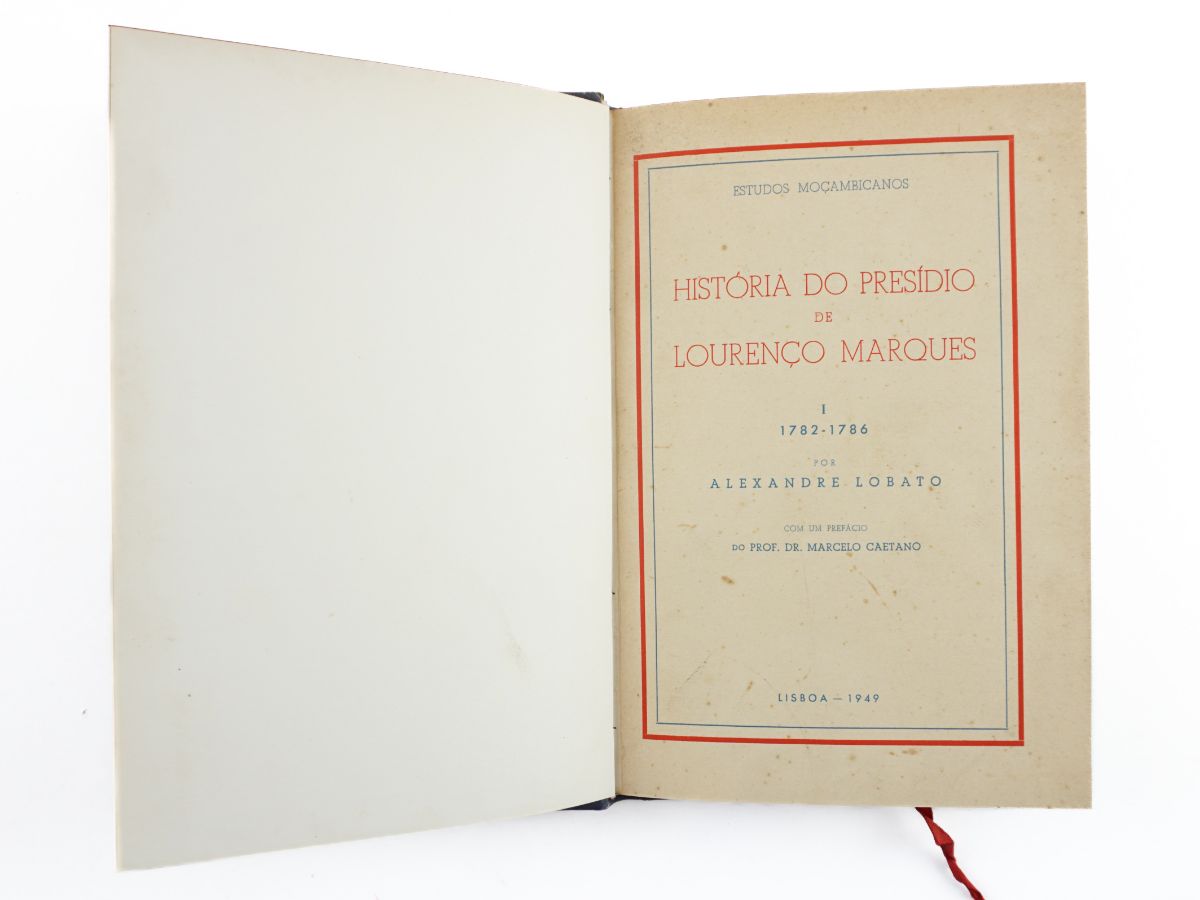 ESTUDOS MOÇAMBICANOS
HISTÓRIA DO PRESÍDIO
DE
LOURENÇO MARQUES
I
1782-1786
POR
ALEXANDRE LOBATO
COM UM PREFÁCIO
DO PROF. DR. MARCELO CAETANO
LISBOA — 1949